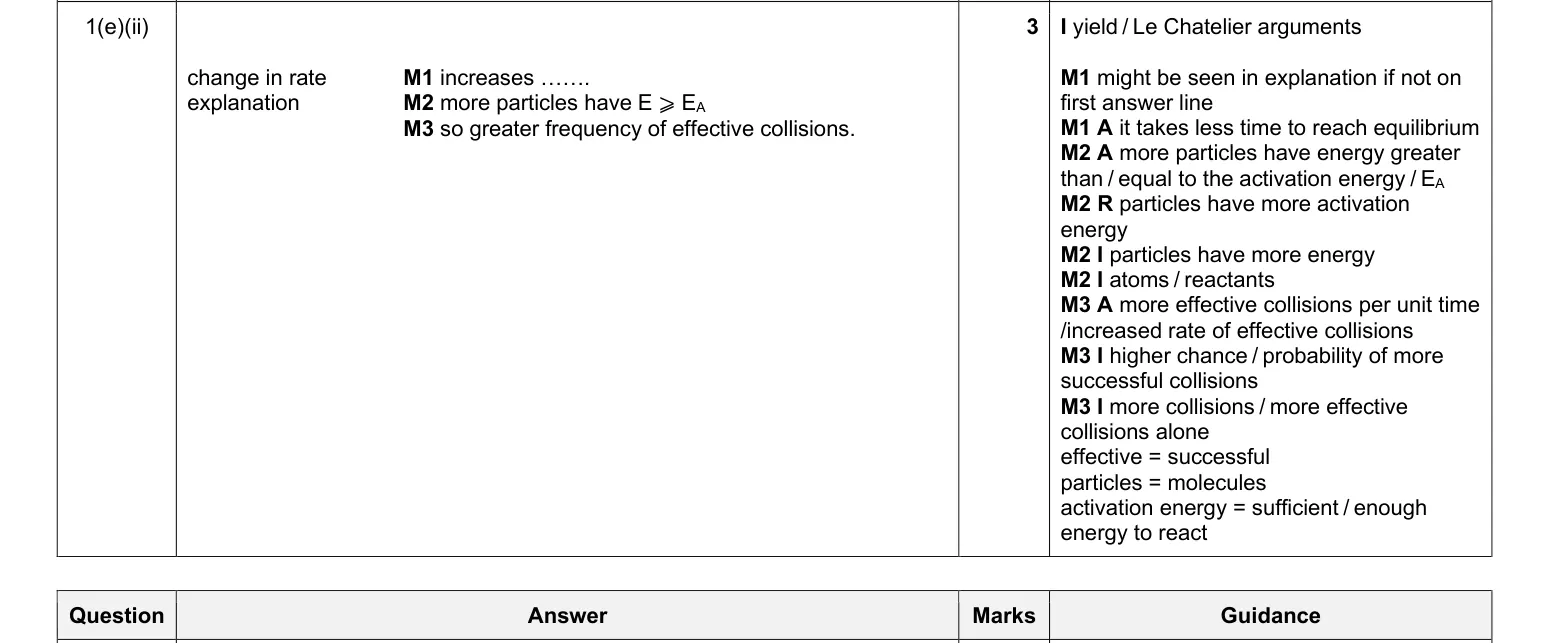 1(e)(ii)
3
I yield / Le Chatelier arguments
change in rate
M1 increases …….
M1 might be seen in explanation if not on
explanation
M2 more particles have E ⩾ EA
first answer line
M3 so greater frequency of effective collisions.
M1 A it takes less time to reach equilibrium
M2 A more particles have energy greater
than / equal to the activation energy / EA
M2 R particles have more activation
energy
M2 I particles have more energy
M2 I atoms / reactants
M3 A more effective collisions per unit time
/increased rate of effective collisions
M3 I higher chance / probability of more
successful collisions
M3 I more collisions / more effective
collisions alone
effective = successful
particles = molecules
activation energy = sufficient / enough
energy to react
Question
Answer
Marks
Guidance